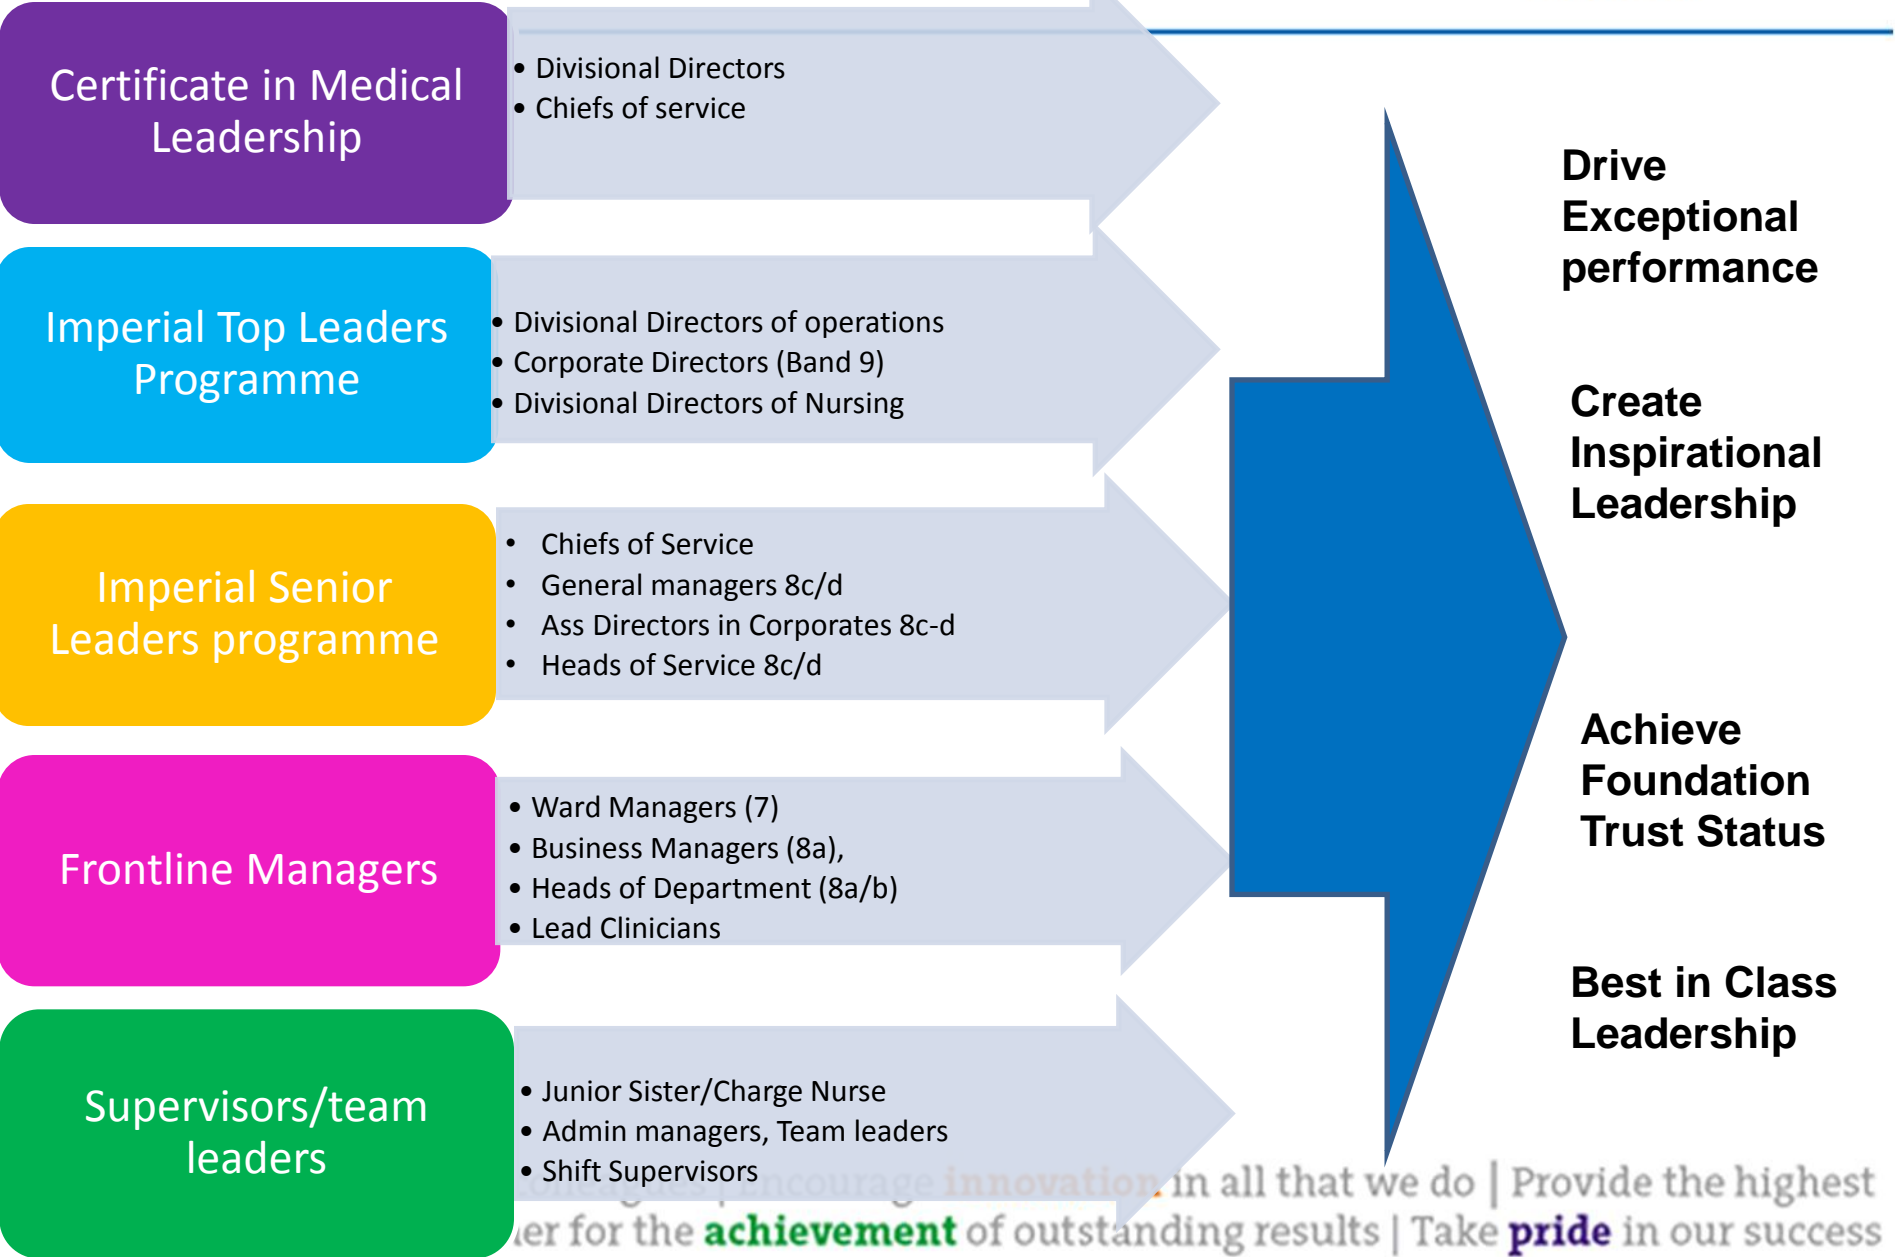 Certificate in Medical
Leadership
• Divisional Directors
• Chiefs of service
Imperial Top Leaders
Programme
• Divisional Directors of operations
• Corporate Directors (Band 9)
• Divisional Directors of Nursing
Imperial Senior
Leaders programme
• Chiefs of Service
• General managers 8c/d
• Ass Directors in Corporates 8c-d
• Heads of Service 8c/d
Frontline Managers
• Ward Managers (7)
• Business Managers (8a),
• Heads of Department (8a/b)
• Lead Clinicians
Supervisors/team
leaders
• Junior Sister/Charge Nurse
• Admin managers, Team leaders
• Shift Supervisors
Drive
Exceptional
performance
Create
Inspirational
Leadership
Achieve
Foundation
Trust Status
Best in Class
Leadership
colleagues | Encourage innovation in all that we do | Provide the highest
for the achievement of outstanding results | Take pride in our success